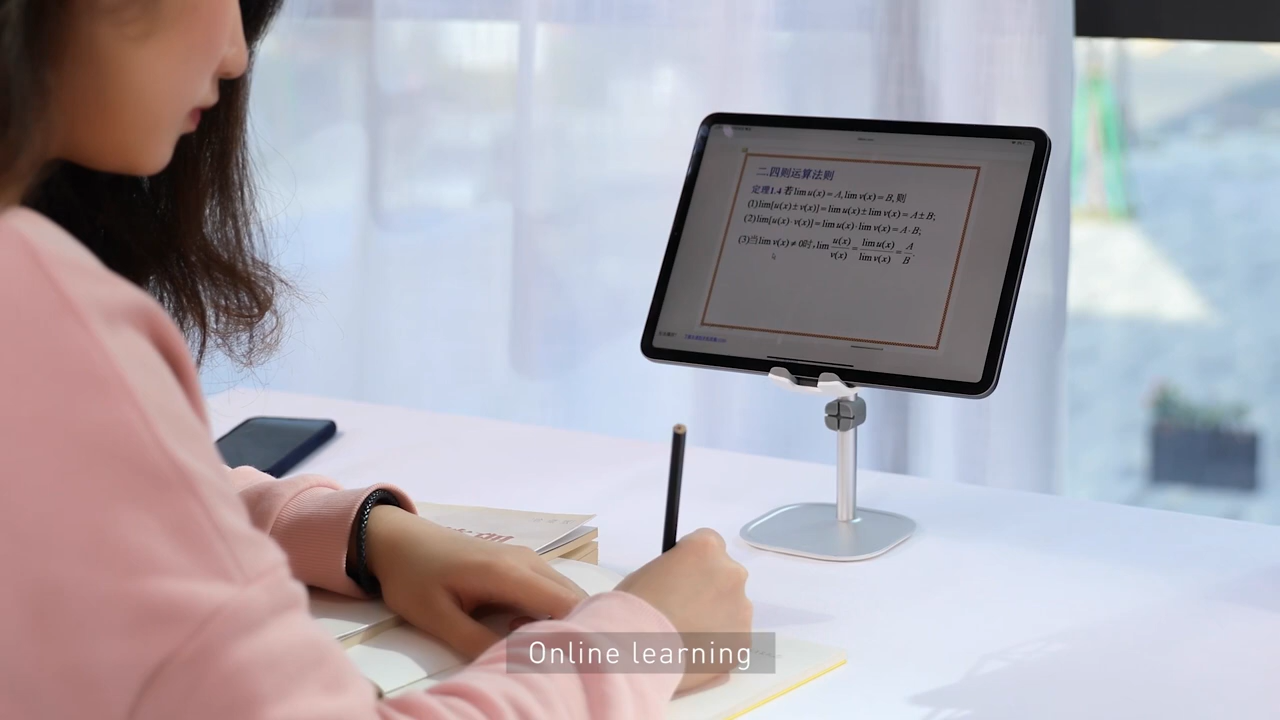 二.四则运算法则
定理1.4 若lim u(x) = A, lim v(x) = B, 则
(1)lim[u(x) ± v(x)] = lim u(x) ± lim v(x) = A ± B;
(2)lim[u(x) · v(x)] = lim u(x) · lim v(x) = A · B;
(3)当lim v(x) ≠ 0时, lim u(x)/v(x) = lim u(x)/lim v(x) = A/B.
Online learning